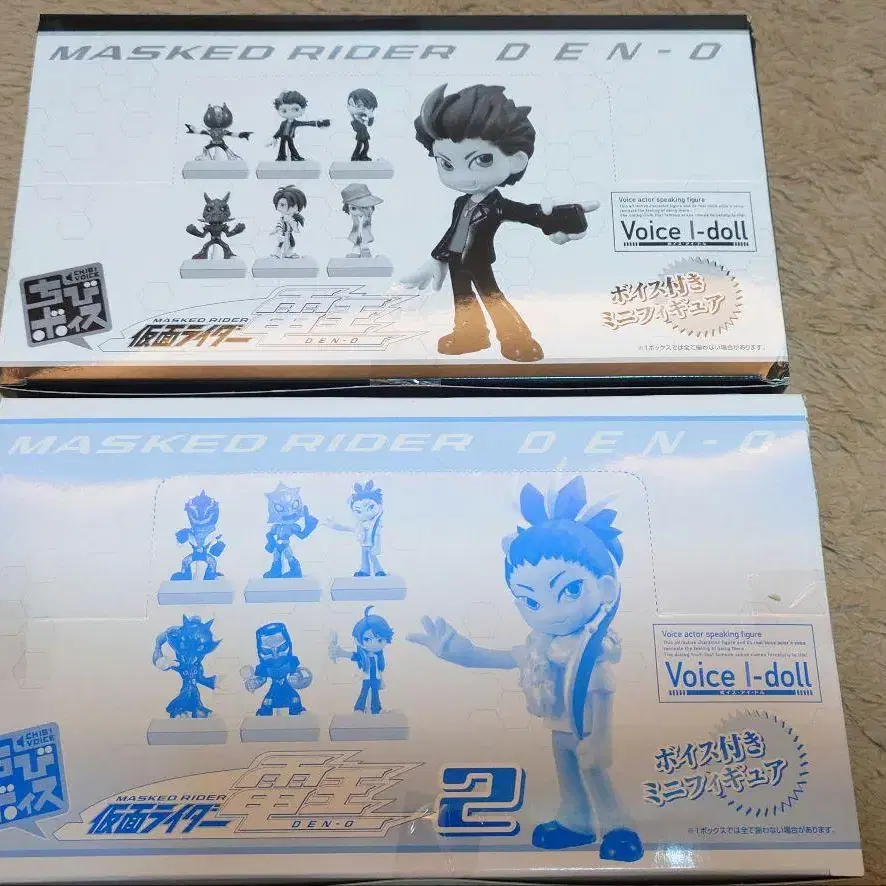 MASKED RIDER DEN-O
Voice actor speaking figure
Voice I-doll
ボイス・アイ・ドル
CHIBI VOICE
ちびボイス
ボイス付き
ミニフィギュア
MASKED RIDER
仮面ライダー電王
DEN-O
※1ボックスでは全て揃わない場合があります。
MASKED RIDER DEN-O
Voice actor speaking figure
Voice I-doll
ボイス・アイ・ドル
CHIBI VOICE
ちびボイス
ボイス付き
ミニフィギュア
MASKED RIDER
仮面ライダー電王 2
DEN-O
※1ボックスでは全て揃わない場合があります。